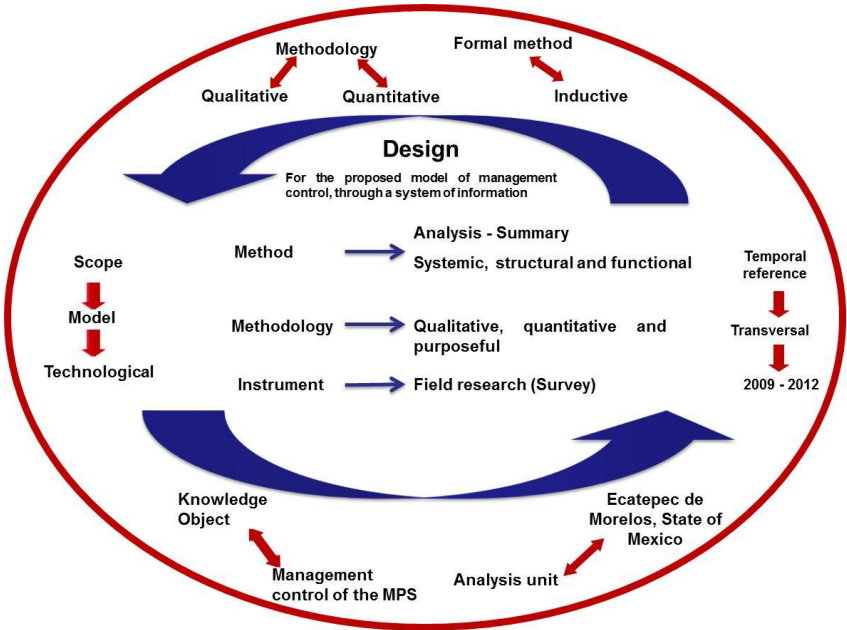 Methodology
Formal method
Qualitative
Quantitative
Inductive
Design
For the proposed model of management
control, through a system of information
Method
Analysis - Summary
Systemic, structural and functional
Methodology
Qualitative, quantitative and
purposeful
Instrument
Field research (Survey)
Scope
Model
Technological
Temporal
reference
Transversal
2009 - 2012
Knowledge
Object
Management
control of the MPS
Analysis unit
Ecatepec de
Morelos, State of
Mexico